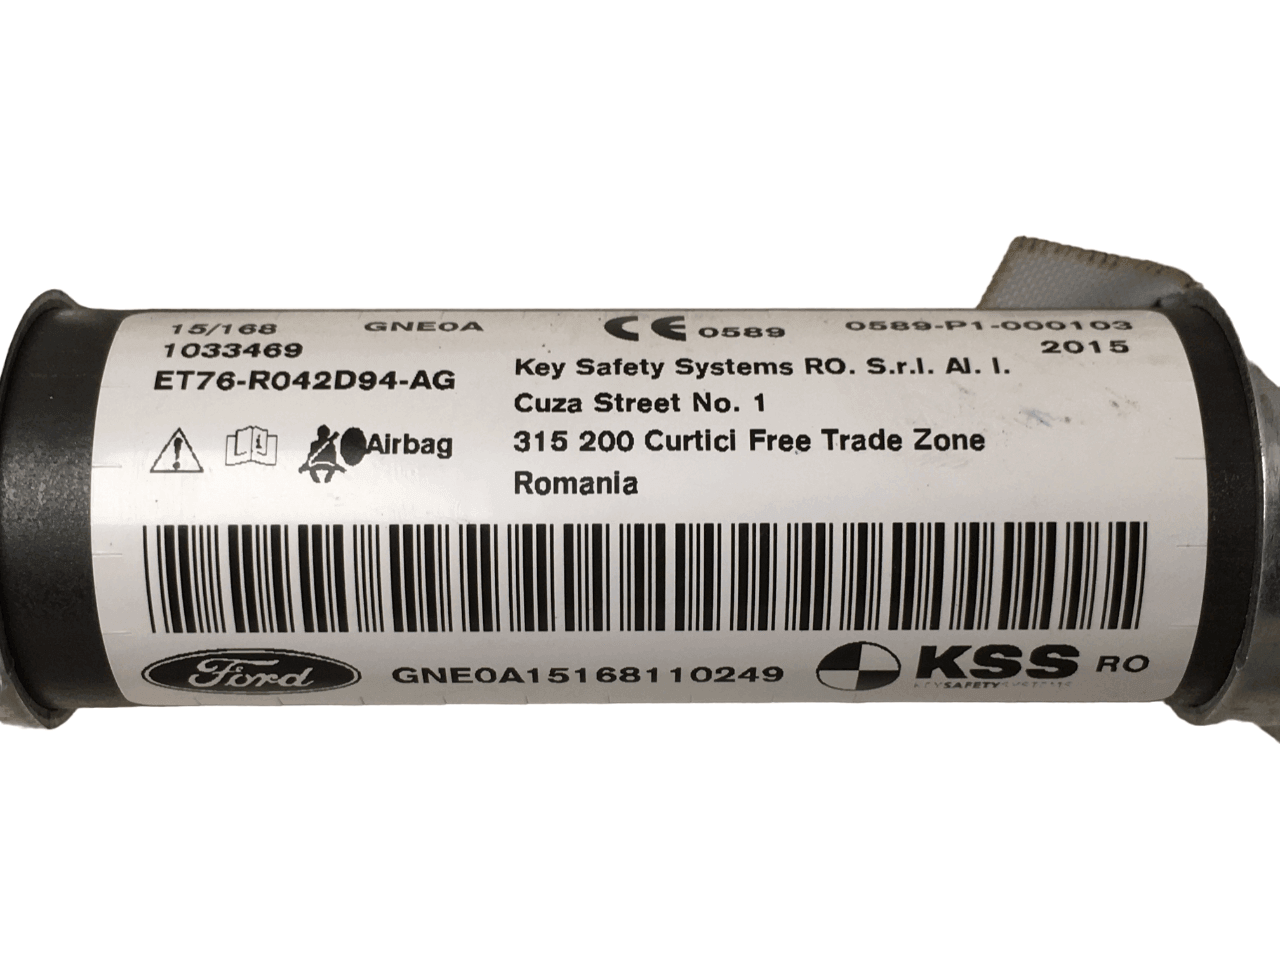 15/168 GNE0A CE 0589 0589-P1-000103
1033469 2015
ET76-R042D94-AG
Key Safety Systems RO. S.r.l. Al. I.
Cuza Street No. 1
Airbag
315 200 Curtici Free Trade Zone
Romania
Ford GNE0A15168110249 KSS RO
KEYSAFETYSYSTEMS